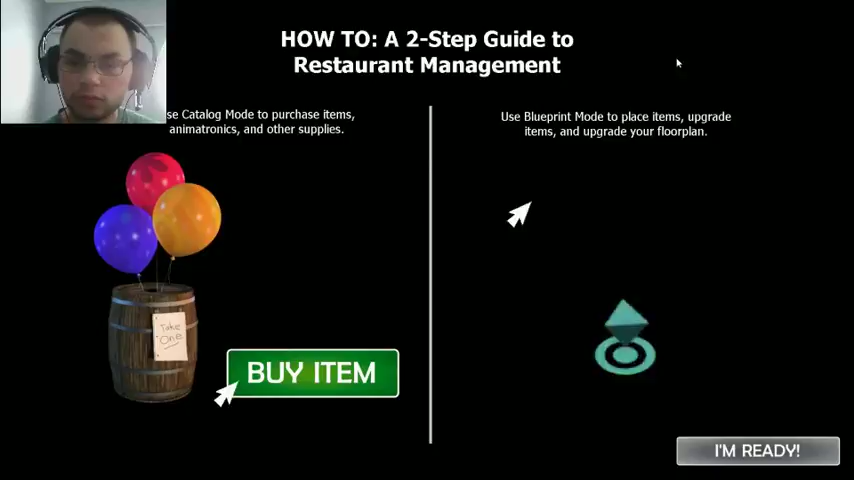 HOW TO: A 2-Step Guide to
Restaurant Management
se Catalog Mode to purchase items,
animatronics, and other supplies.
Use Blueprint Mode to place items, upgrade
items, and upgrade your floorplan.
Take
One
BUY ITEM
I'M READY!